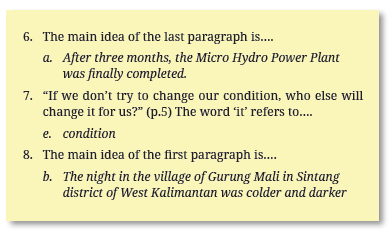 6. The main idea of the last paragraph is....
a. After three months, the Micro Hydro Power Plant
was finally completed.
7. “If we don’t try to change our condition, who else will
change it for us?” (p.5) The word ‘it’ refers to....
e. condition
8. The main idea of the first paragraph is....
b. The night in the village of Gurung Mali in Sintang
district of West Kalimantan was colder and darker